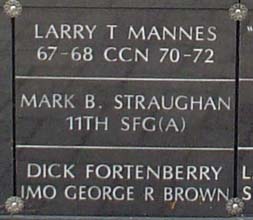 LARRY T MANNES
67-68 CCN 70-72
MARK B. STRAUGHAN
11TH SFG(A)
DICK FORTENBERRY
IMO GEORGE R BROWN